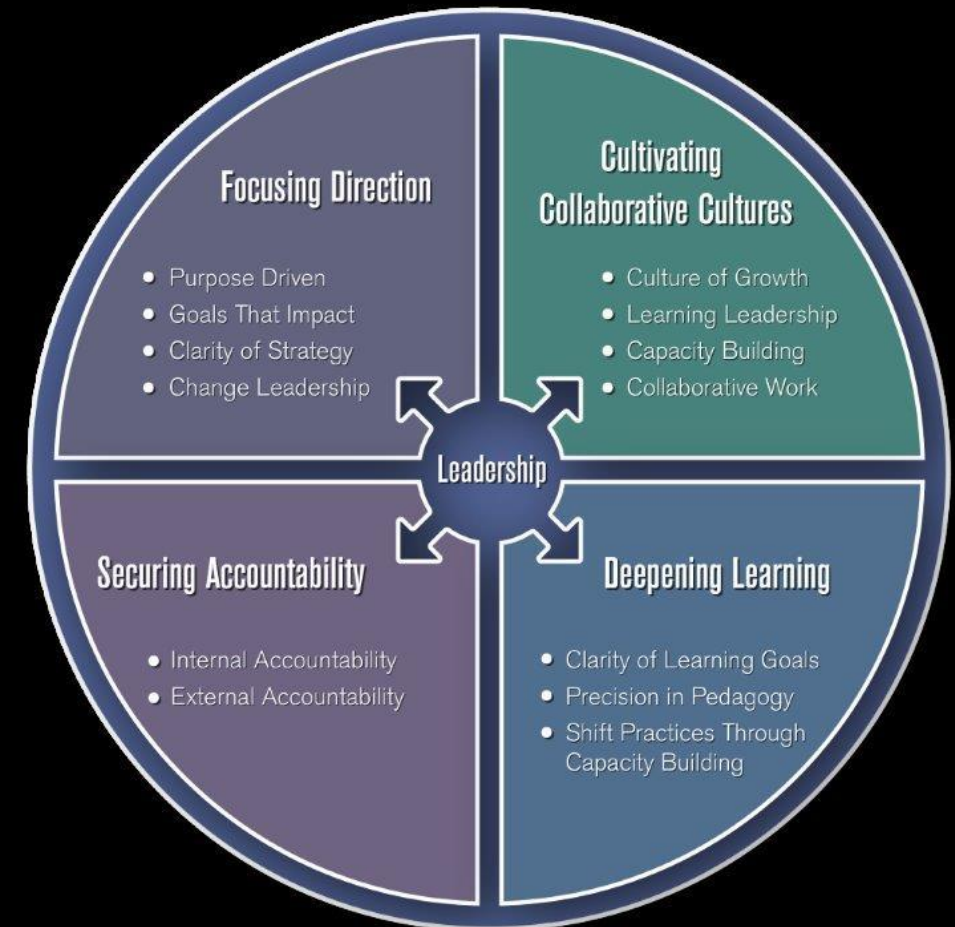 Focusing Direction
• Purpose Driven
• Goals That Impact
• Clarity of Strategy
• Change Leadership
Cultivating
Collaborative Cultures
• Culture of Growth
• Learning Leadership
• Capacity Building
• Collaborative Work
Leadership
Securing Accountability
• Internal Accountability
• External Accountability
Deepening Learning
• Clarity of Learning Goals
• Precision in Pedagogy
• Shift Practices Through
Capacity Building